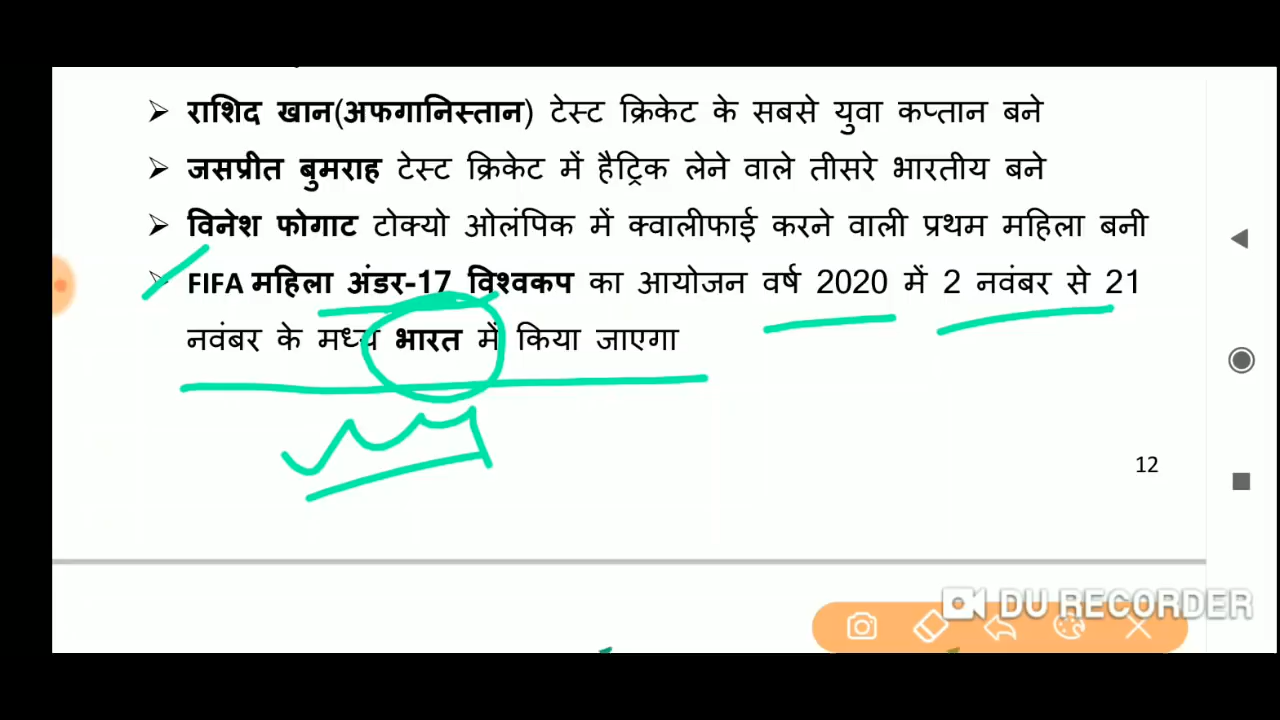 ➢ राशिद खान(अफगानिस्तान) टेस्ट क्रिकेट के सबसे युवा कप्तान बने
➢ जसप्रीत बुमराह टेस्ट क्रिकेट में हैट्रिक लेने वाले तीसरे भारतीय बने
➢ विनेश फोगाट टोक्यो ओलंपिक में क्वालीफाई करने वाली प्रथम महिला बनी
➢ FIFA महिला अंडर-17 विश्वकप का आयोजन वर्ष 2020 में 2 नवंबर से 21
नवंबर के मध्य भारत में किया जाएगा
12
DU RECORDER